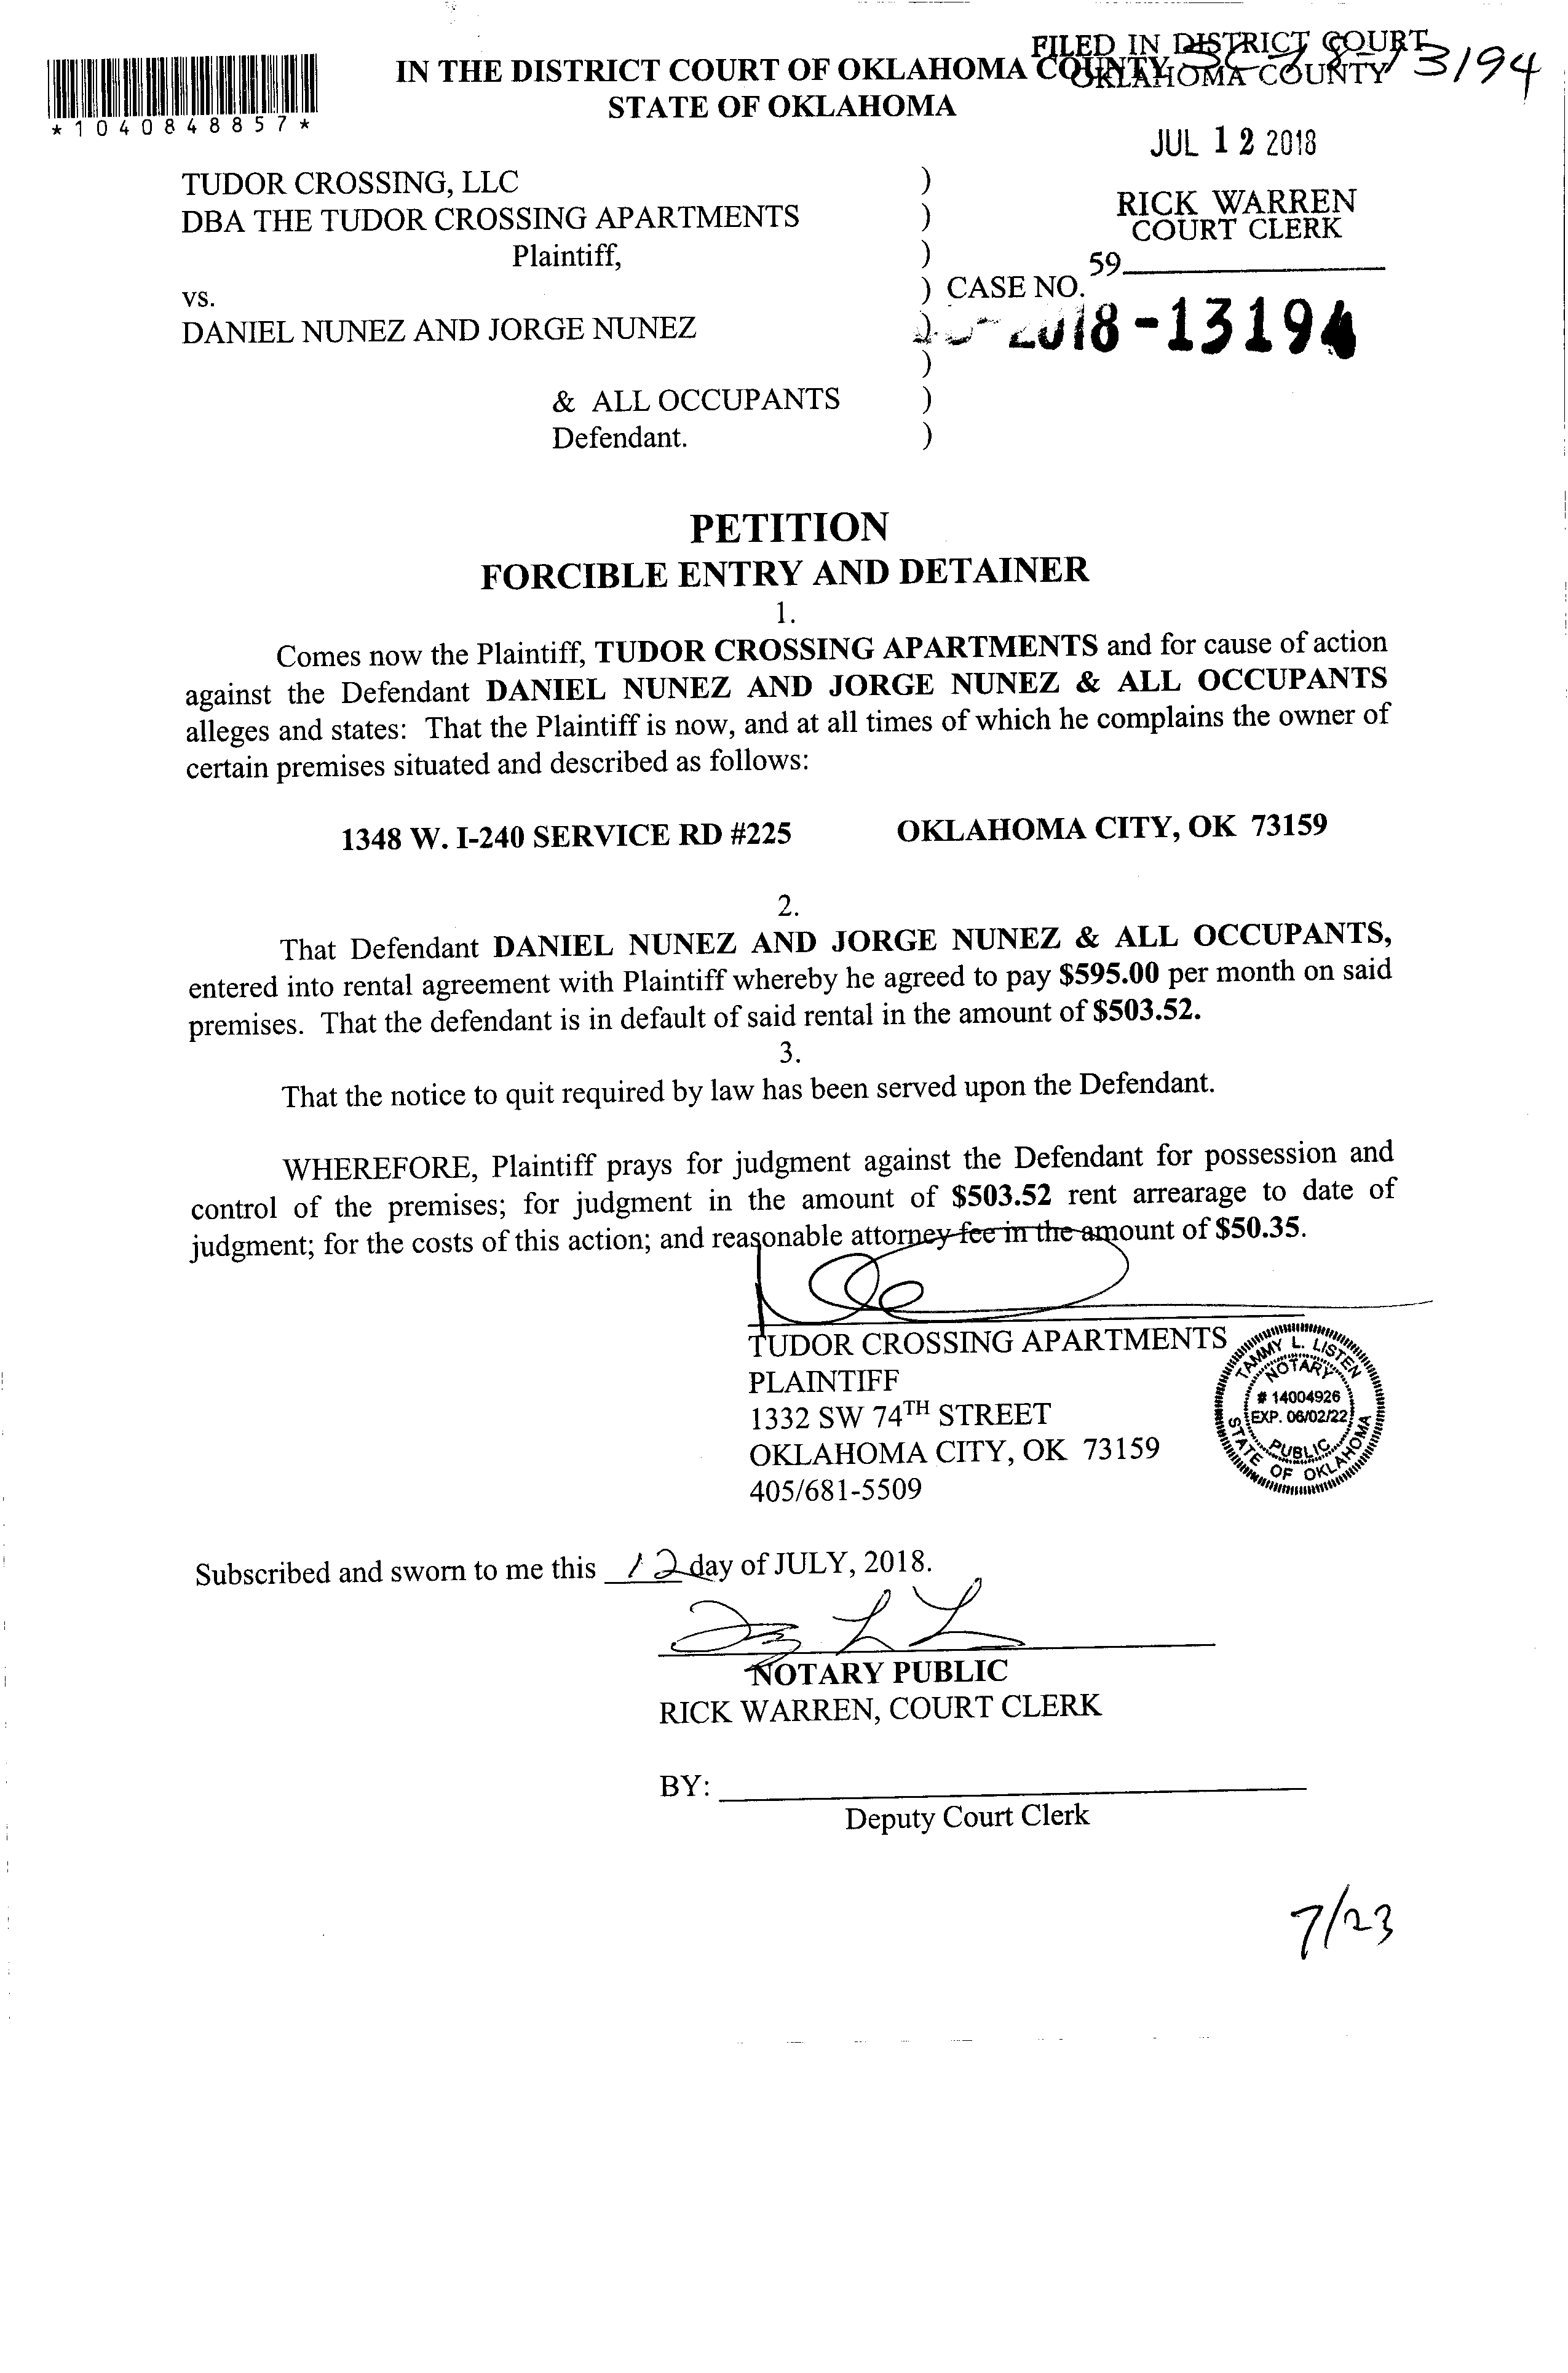 IN THE DISTRICT COURT OF OKLAHOMA COUNTY
STATE OF OKLAHOMA
FILED IN DISTRICT COURT
OKLAHOMA COUNTY
13194
*1040848857*
JUL 12 2018
RICK WARREN
COURT CLERK
59
TUDOR CROSSING, LLC )
DBA THE TUDOR CROSSING APARTMENTS )
Plaintiff, )
vs. ) CASE NO.
DANIEL NUNEZ AND JORGE NUNEZ ) 2018-13194
)
& ALL OCCUPANTS )
Defendant. )
PETITION
FORCIBLE ENTRY AND DETAINER
1.
Comes now the Plaintiff, TUDOR CROSSING APARTMENTS and for cause of action
against the Defendant DANIEL NUNEZ AND JORGE NUNEZ & ALL OCCUPANTS
alleges and states: That the Plaintiff is now, and at all times of which he complains the owner of
certain premises situated and described as follows:
1348 W. I-240 SERVICE RD #225 OKLAHOMA CITY, OK 73159
2.
That Defendant DANIEL NUNEZ AND JORGE NUNEZ & ALL OCCUPANTS,
entered into rental agreement with Plaintiff whereby he agreed to pay $595.00 per month on said
premises. That the defendant is in default of said rental in the amount of $503.52.
3.
That the notice to quit required by law has been served upon the Defendant.
WHEREFORE, Plaintiff prays for judgment against the Defendant for possession and
control of the premises; for judgment in the amount of $503.52 rent arrearage to date of
judgment; for the costs of this action; and reasonable attorney fee in the amount of $50.35.
TUDOR CROSSING APARTMENTS
PLAINTIFF
1332 SW 74TH STREET
OKLAHOMA CITY, OK 73159
405/681-5509
TAMMY L. LISTEN
NOTARY
# 14004926
EXP. 06/02/22
PUBLIC
STATE OF OKLAHOMA
Subscribed and sworn to me this 12 day of JULY, 2018.
NOTARY PUBLIC
RICK WARREN, COURT CLERK
BY:
Deputy Court Clerk
7/23